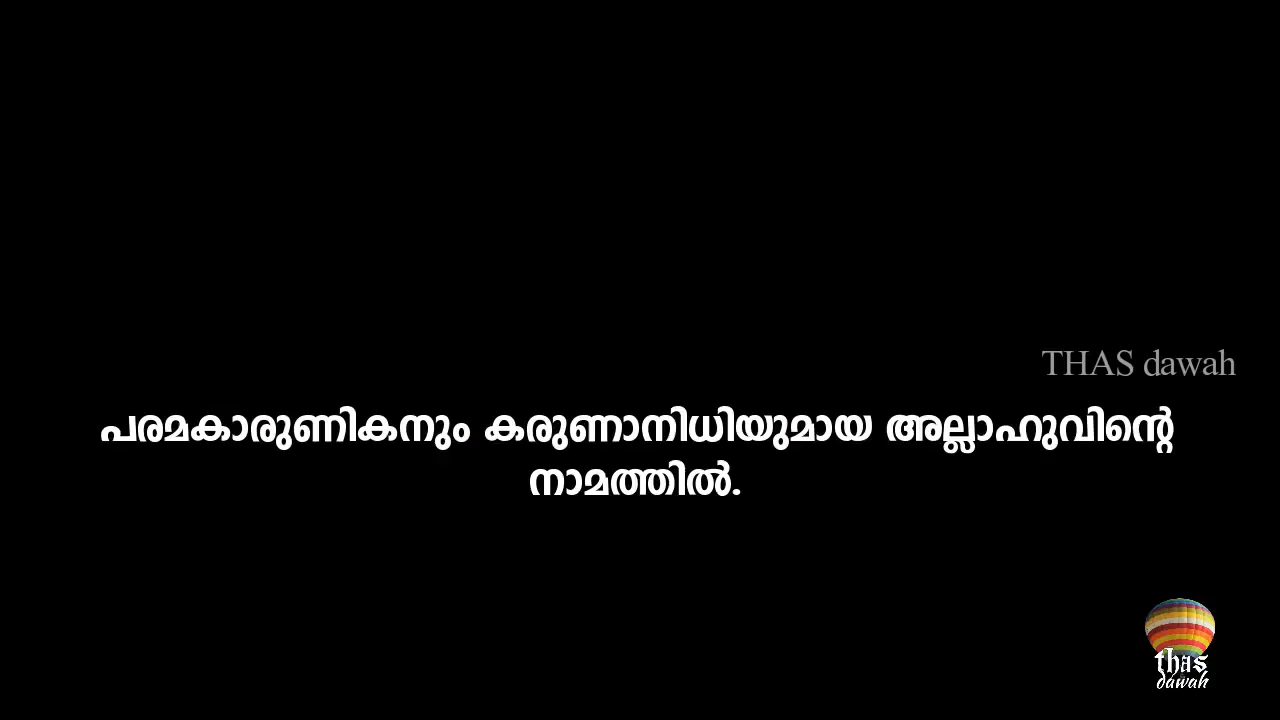 THAS dawah
പരമകാരുണികനും കരുണാനിധിയുമായ അല്ലാഹുവിന്റെ
നാമത്തിൽ.
thas
dawah